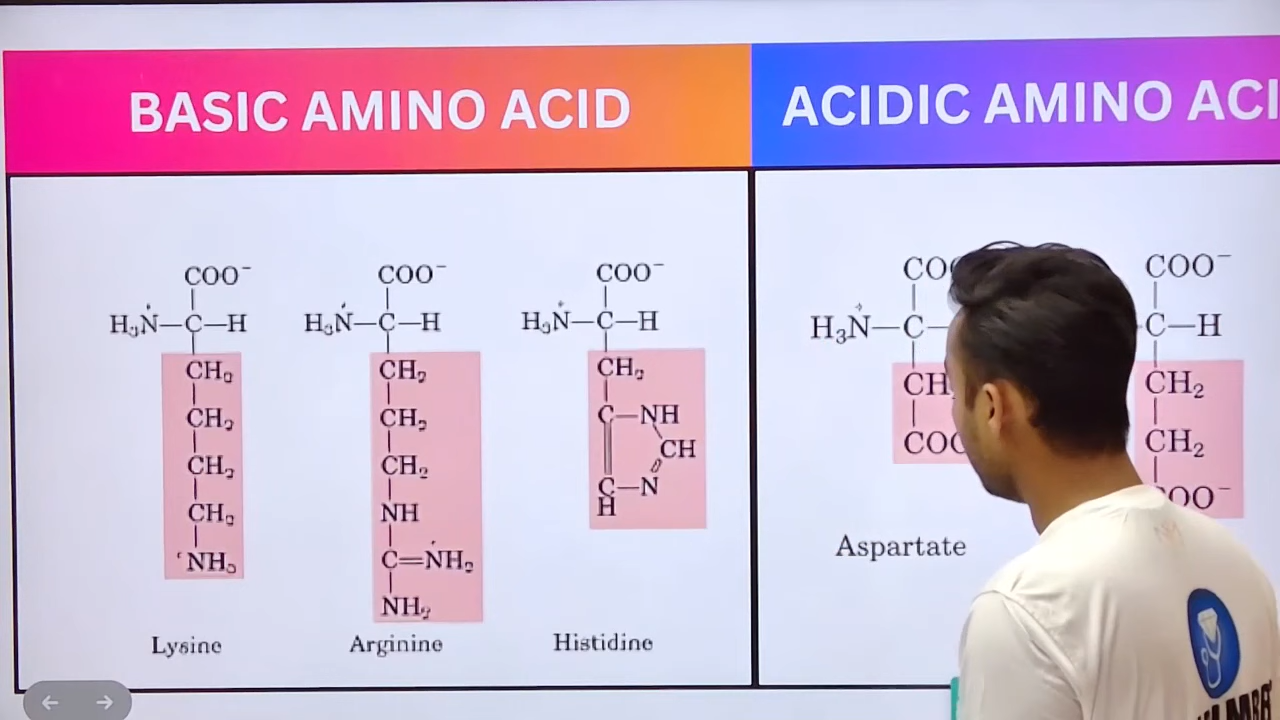 BASIC AMINO ACID
ACIDIC AMINO ACI
COO⁻
H₃N⁺—C—H
CH₂
CH₂
CH₂
CH₂
⁺NH₃
Lysine
COO⁻
H₃N⁺—C—H
CH₂
CH₂
CH₂
NH
C=N⁺H₂
NH₂
Arginine
COO⁻
H₃N⁺—C—H
CH₂
C—NH
CH
C—N
H
Histidine
H₃N⁺—C—
Aspartate
COO⁻
C—H
CH₂
CH₂